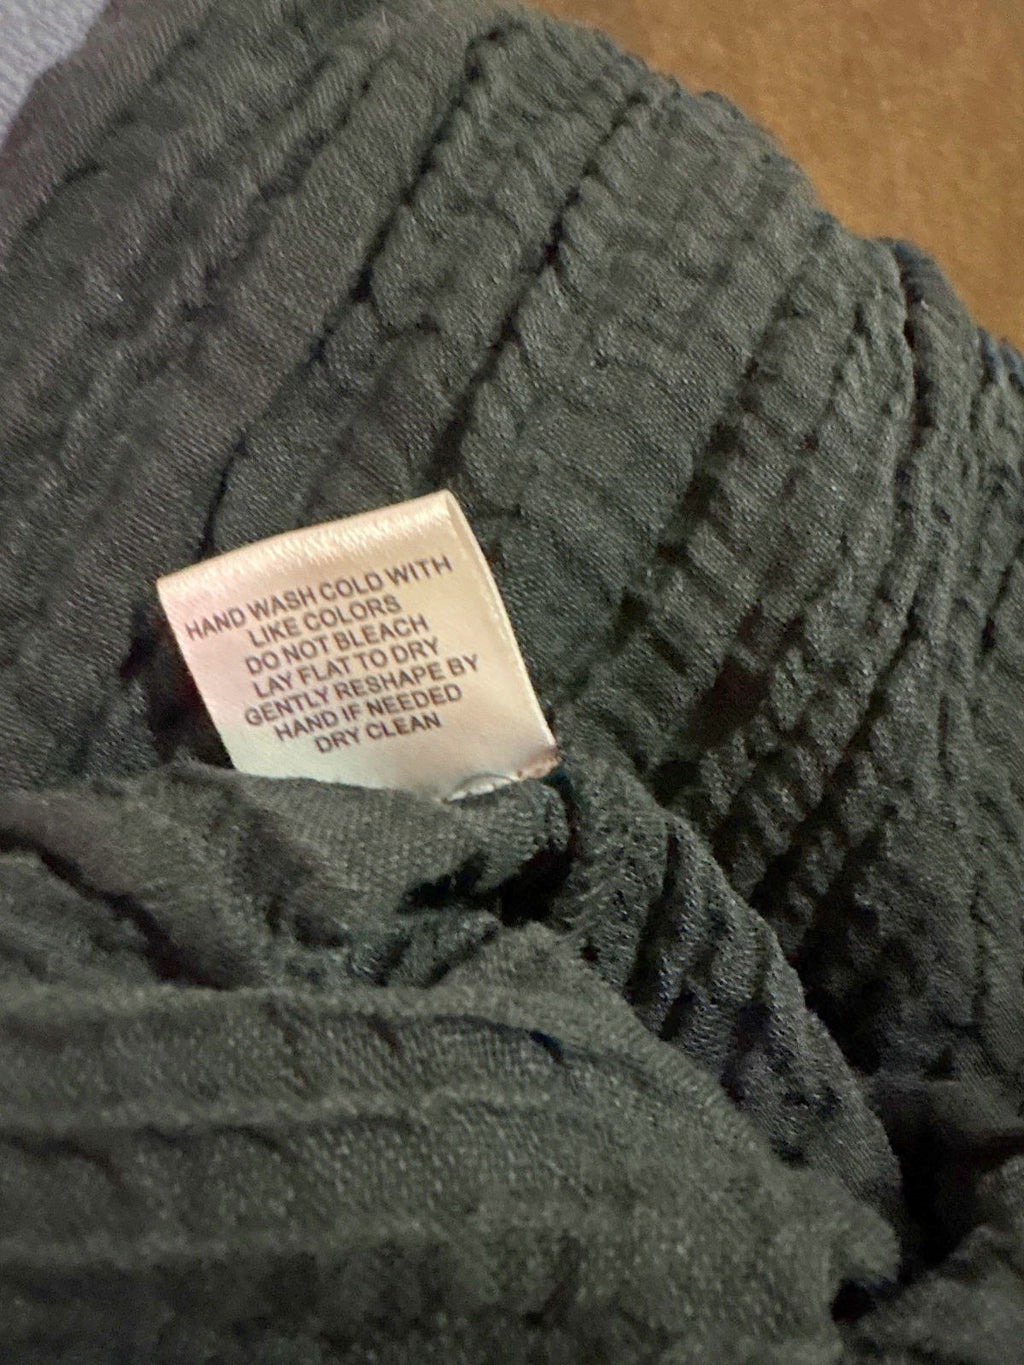 HAND WASH COLD WITH
LIKE COLORS
DO NOT BLEACH
LAY FLAT TO DRY
GENTLY RESHAPE BY
HAND IF NEEDED
DRY CLEAN